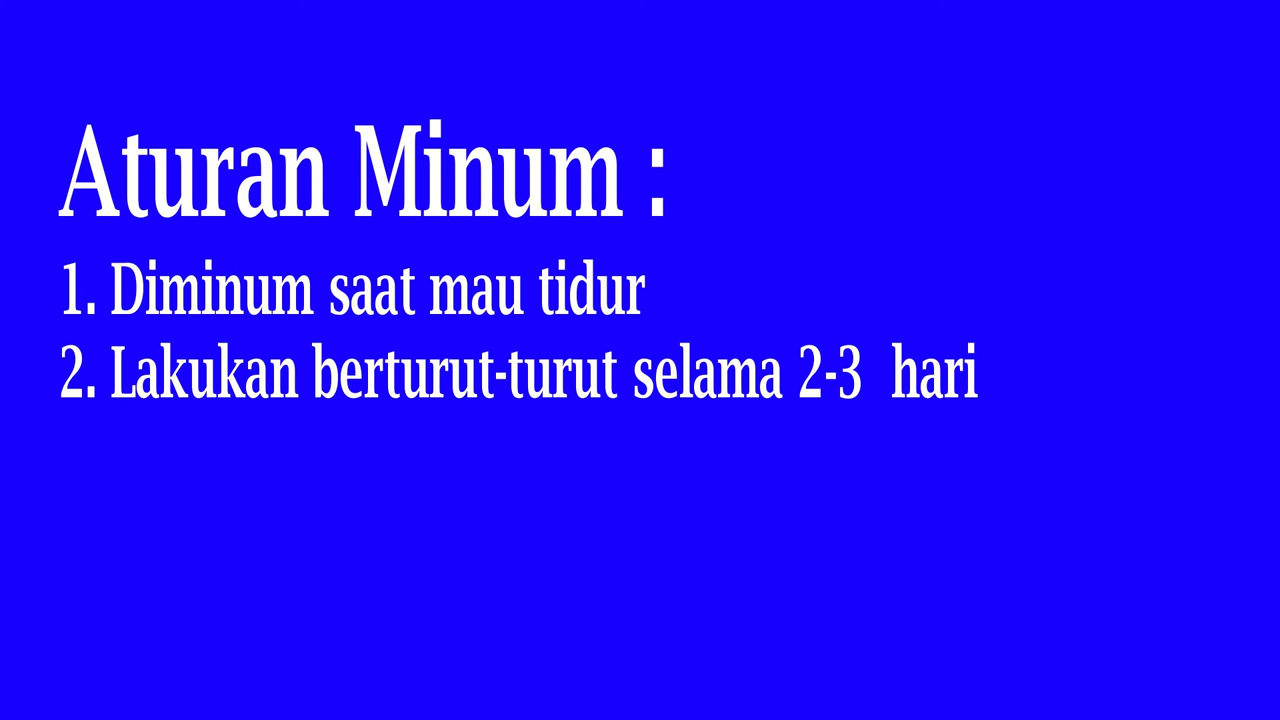 Aturan Minum :
1. Diminum saat mau tidur
2. Lakukan berturut-turut selama 2-3  hari